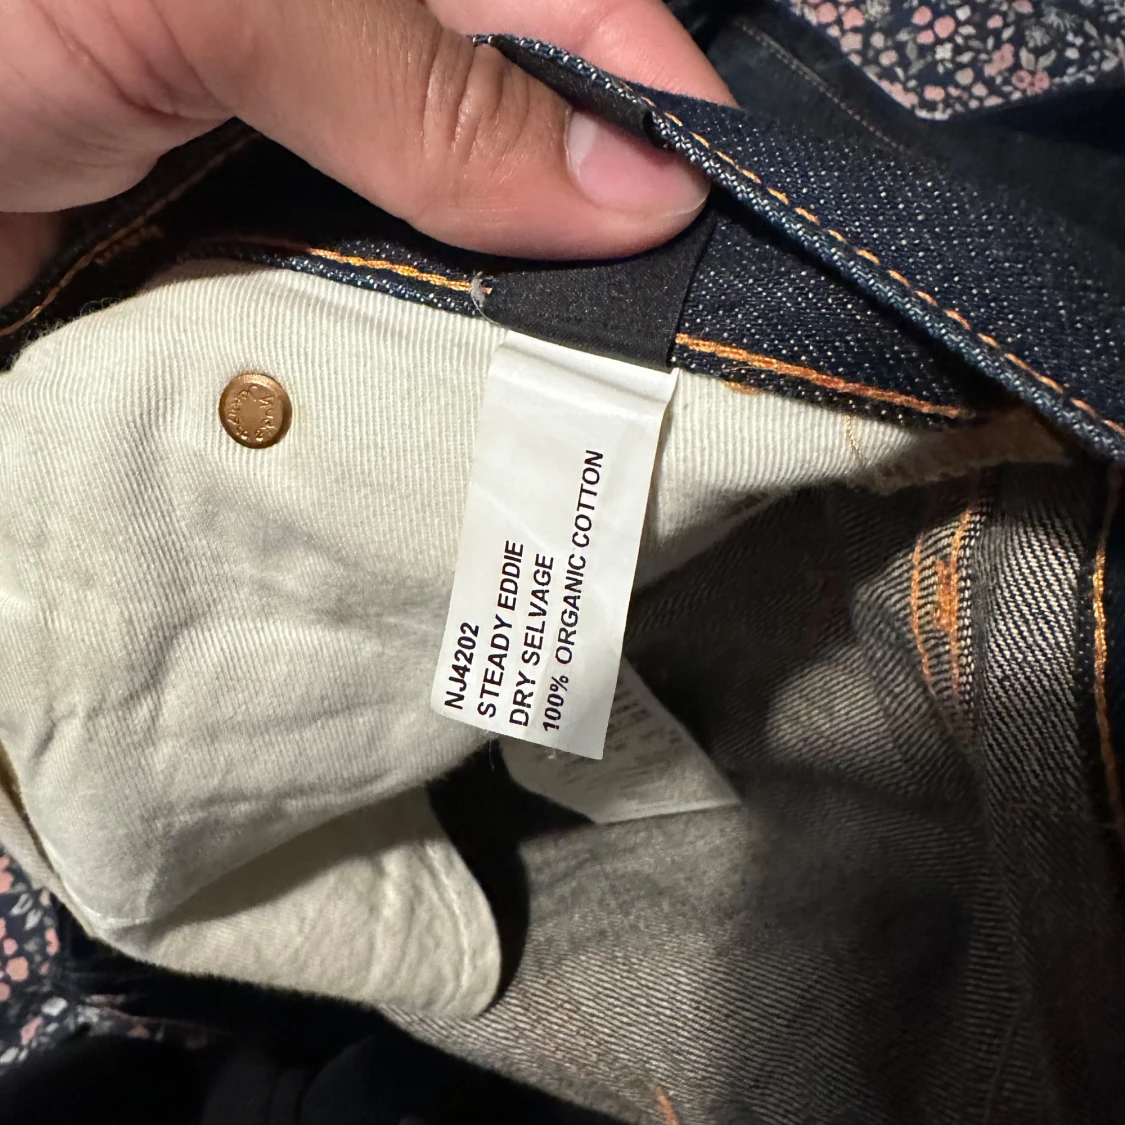 NJ4202
STEADY EDDIE
DRY SELVAGE
100% ORGANIC COTTON